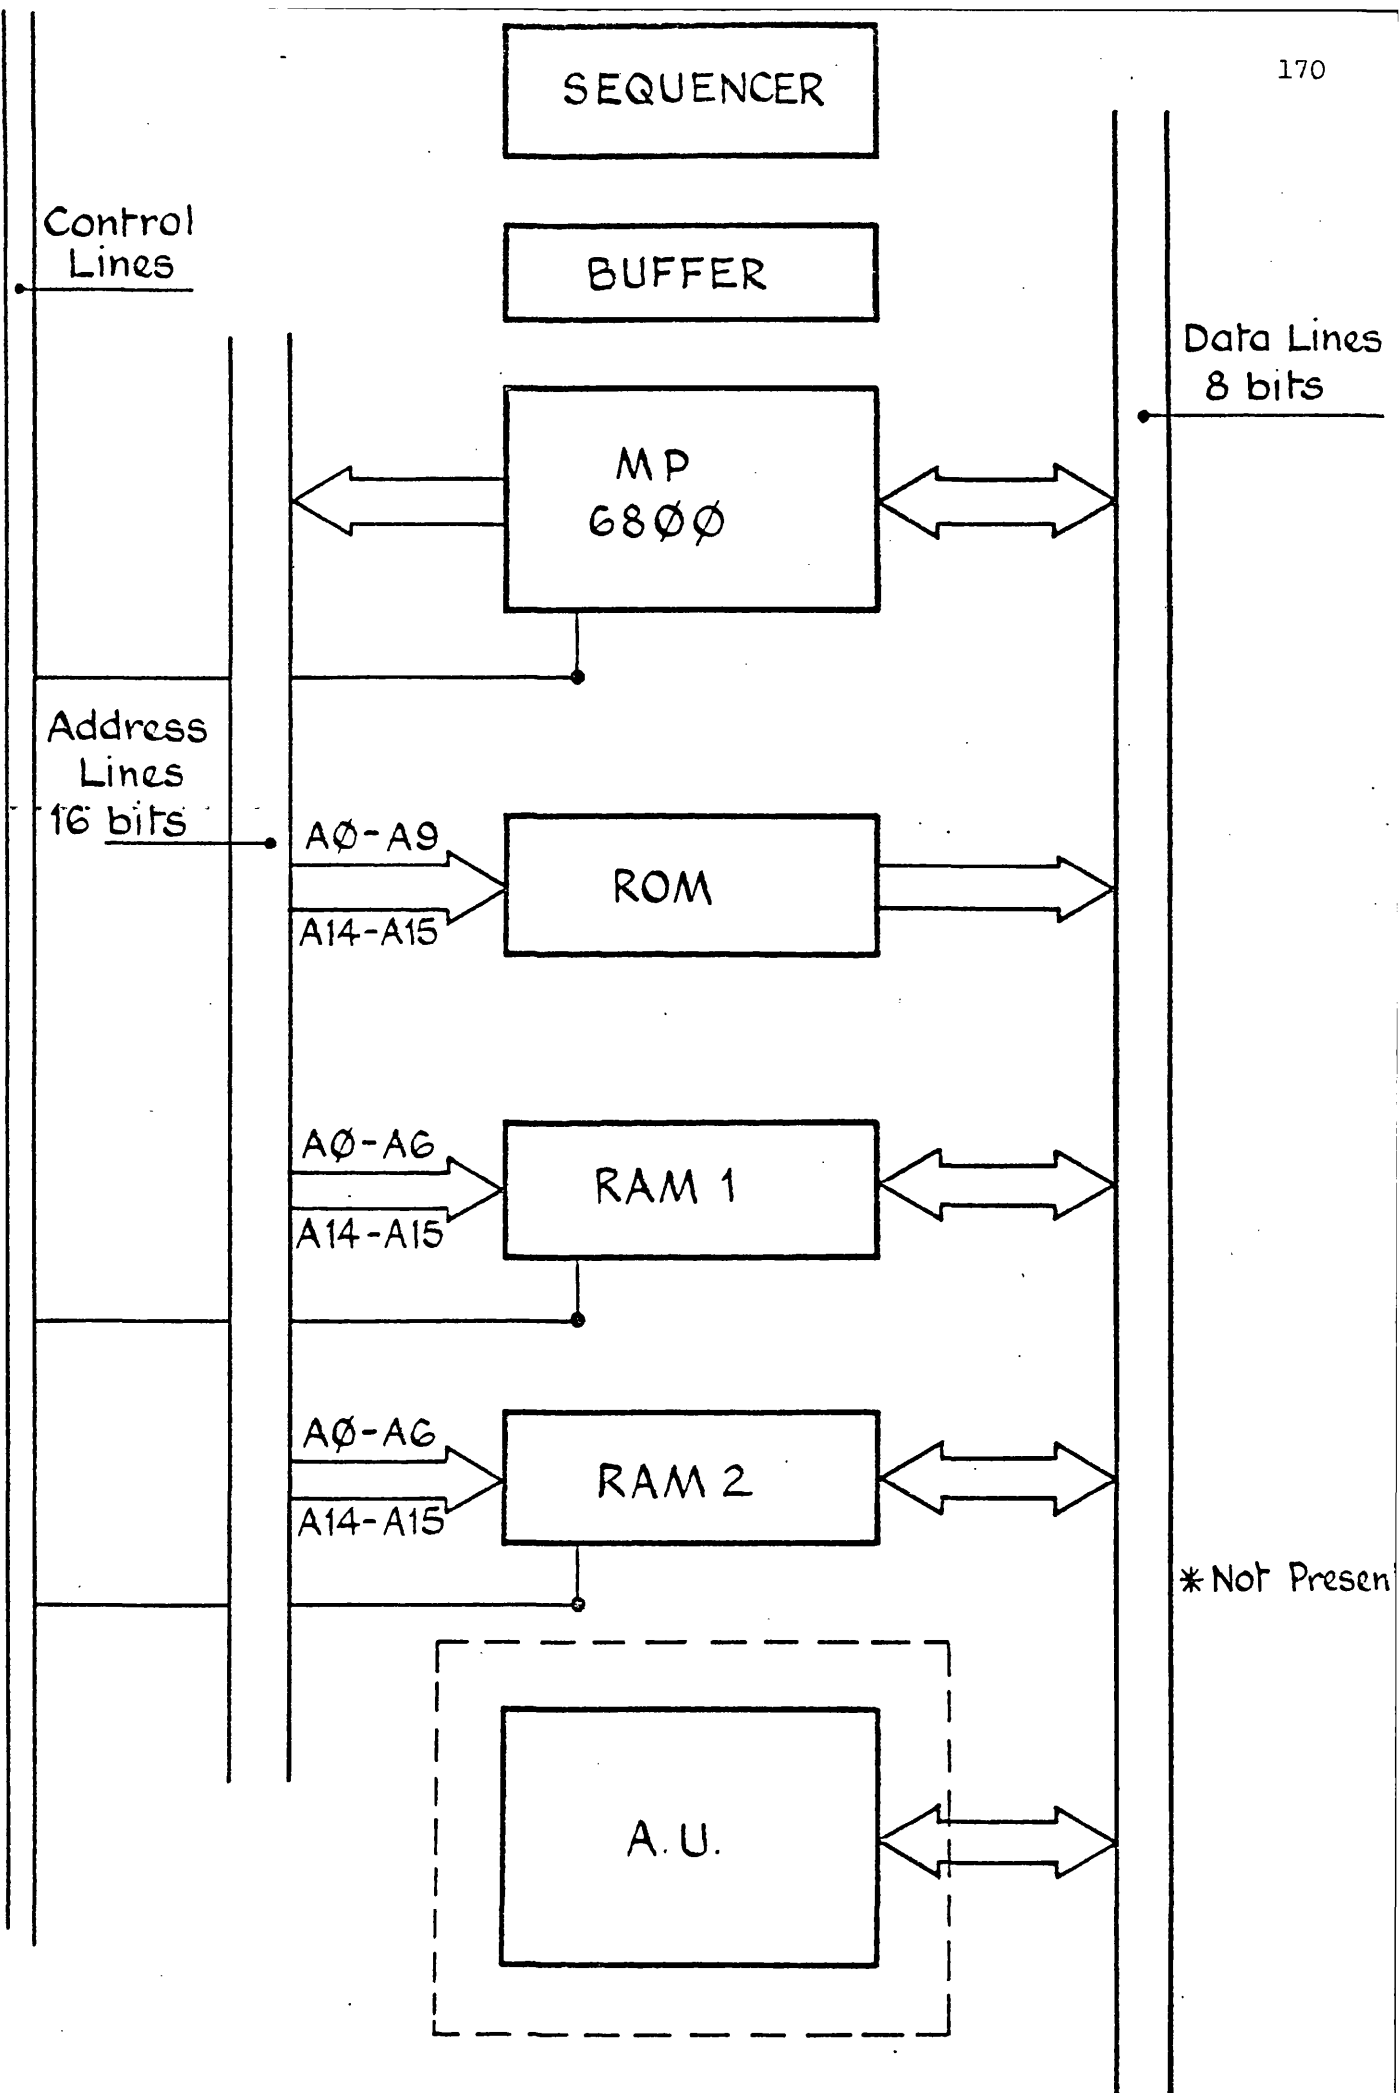 170
SEQUENCER
Control
Lines
BUFFER
Data Lines
8 bits
MP
68ØØ
Address
Lines
16 bits
AØ-A9
ROM
A14-A15
AØ-A6
RAM 1
A14-A15
AØ-A6
RAM 2
A14-A15
* Not Presen
A.U.